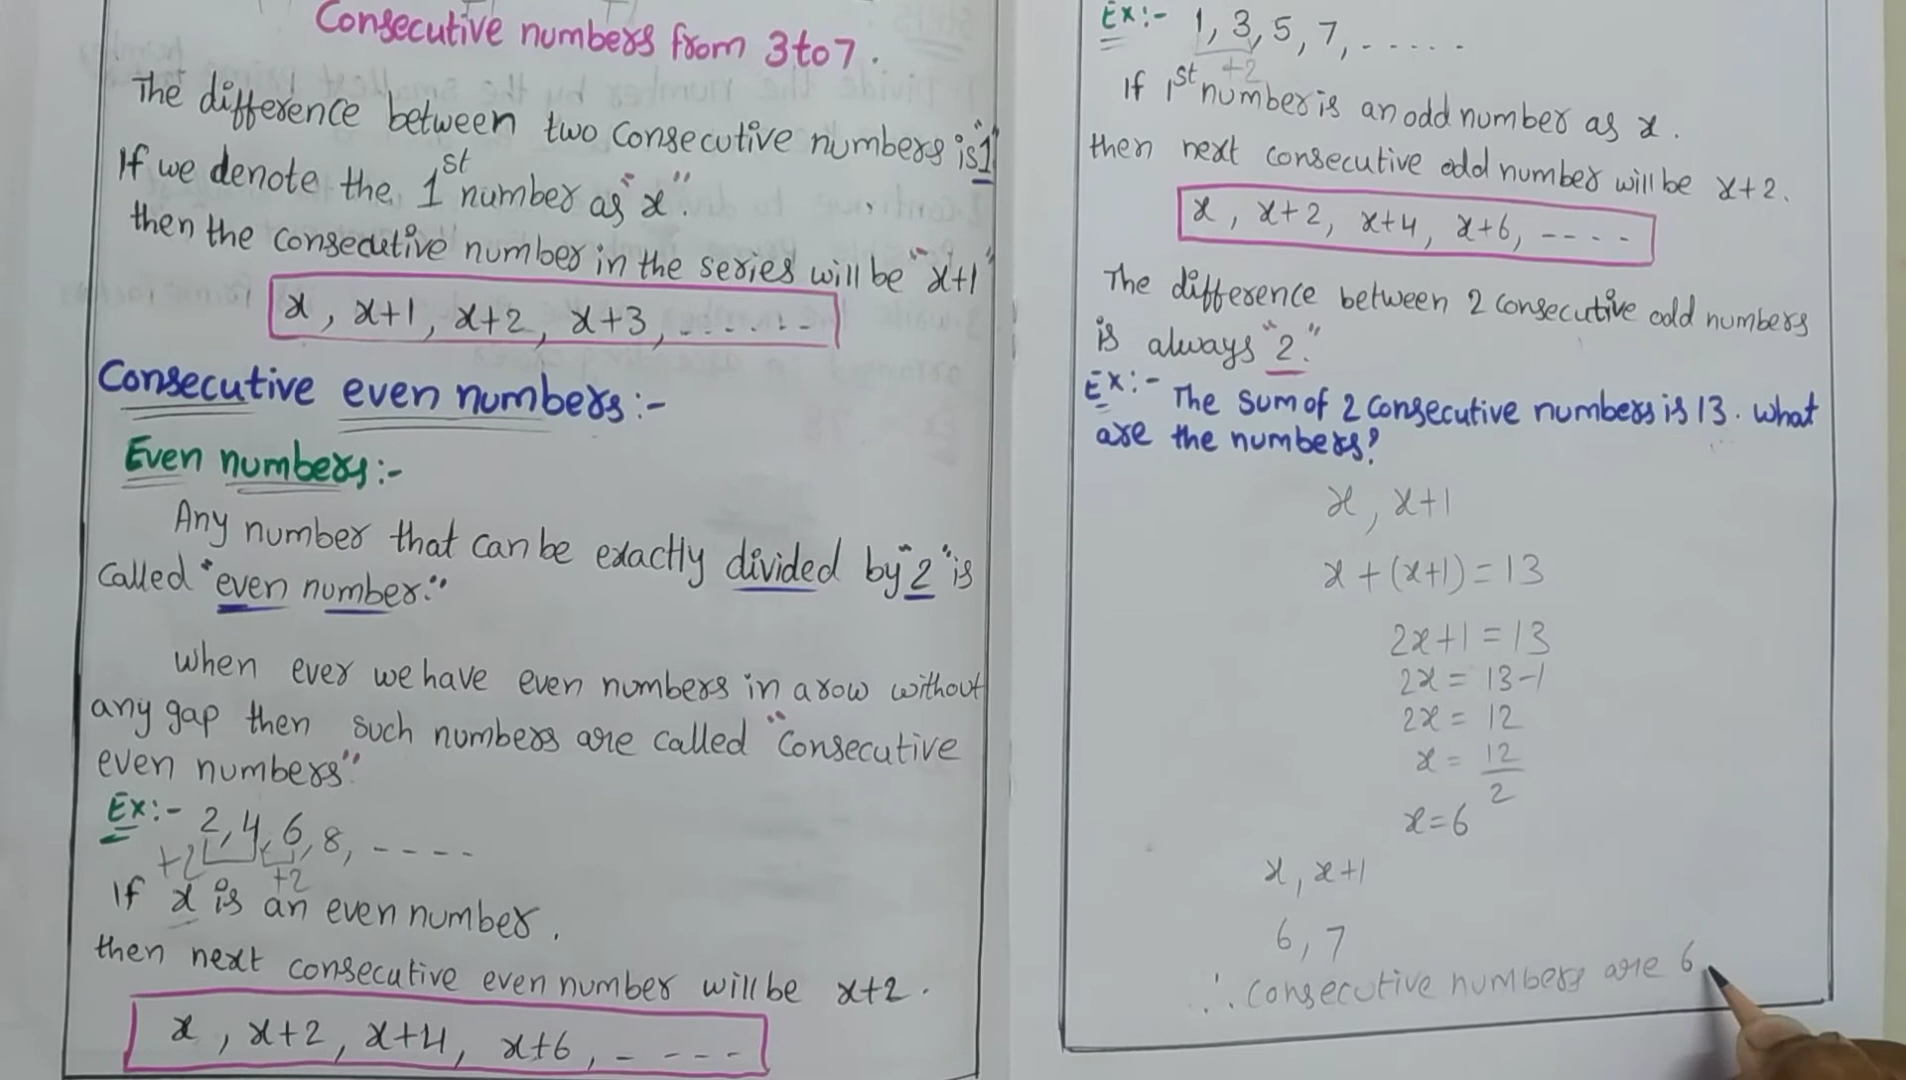 Consecutive numbers from 3 to 7.
The difference between two consecutive numbers is "1"
If we denote the 1st number as "x".
then the consecutive number in the series will be "x+1"
x, x+1, x+2, x+3, ......
Consecutive even numbers:-
Even numbers:-
Any number that can be exactly divided by "2" is
called "even number."
when ever we have even numbers in a row without
any gap then such numbers are called "consecutive
even numbers"
Ex:- 2, 4, 6, 8, ----
+2 +2
If x is an even number.
then next consecutive even number will be x+2.
x, x+2, x+4, x+6, ----
Ex:- 1, 3, 5, 7, .....
+2
If 1st number is an odd number as x.
then next consecutive odd number will be x+2.
x, x+2, x+4, x+6, ----
The difference between 2 consecutive odd numbers
is always "2."
Ex:- The sum of 2 consecutive numbers is 13. What
are the numbers?
x, x+1
x + (x+1) = 13
2x+1 = 13
2x = 13-1
2x = 12
x = 12/2
x=6
x, x+1
6, 7
∴ consecutive numbers are 6,